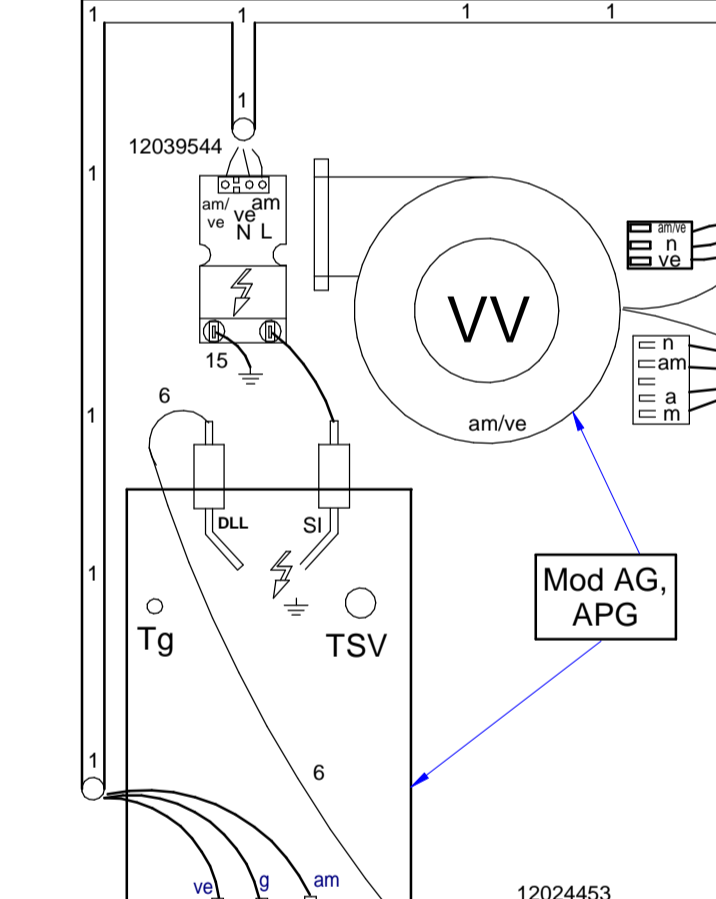 1
1
1
1
1
12039544
1
am/
ve
ve
am
N L
am/ve
n
ve
VV
n
am
a
m
15
6
1
am/ve
DLL
SI
1
Mod AG,
APG
Tg
TSV
1
6
ve
g
am
12024453